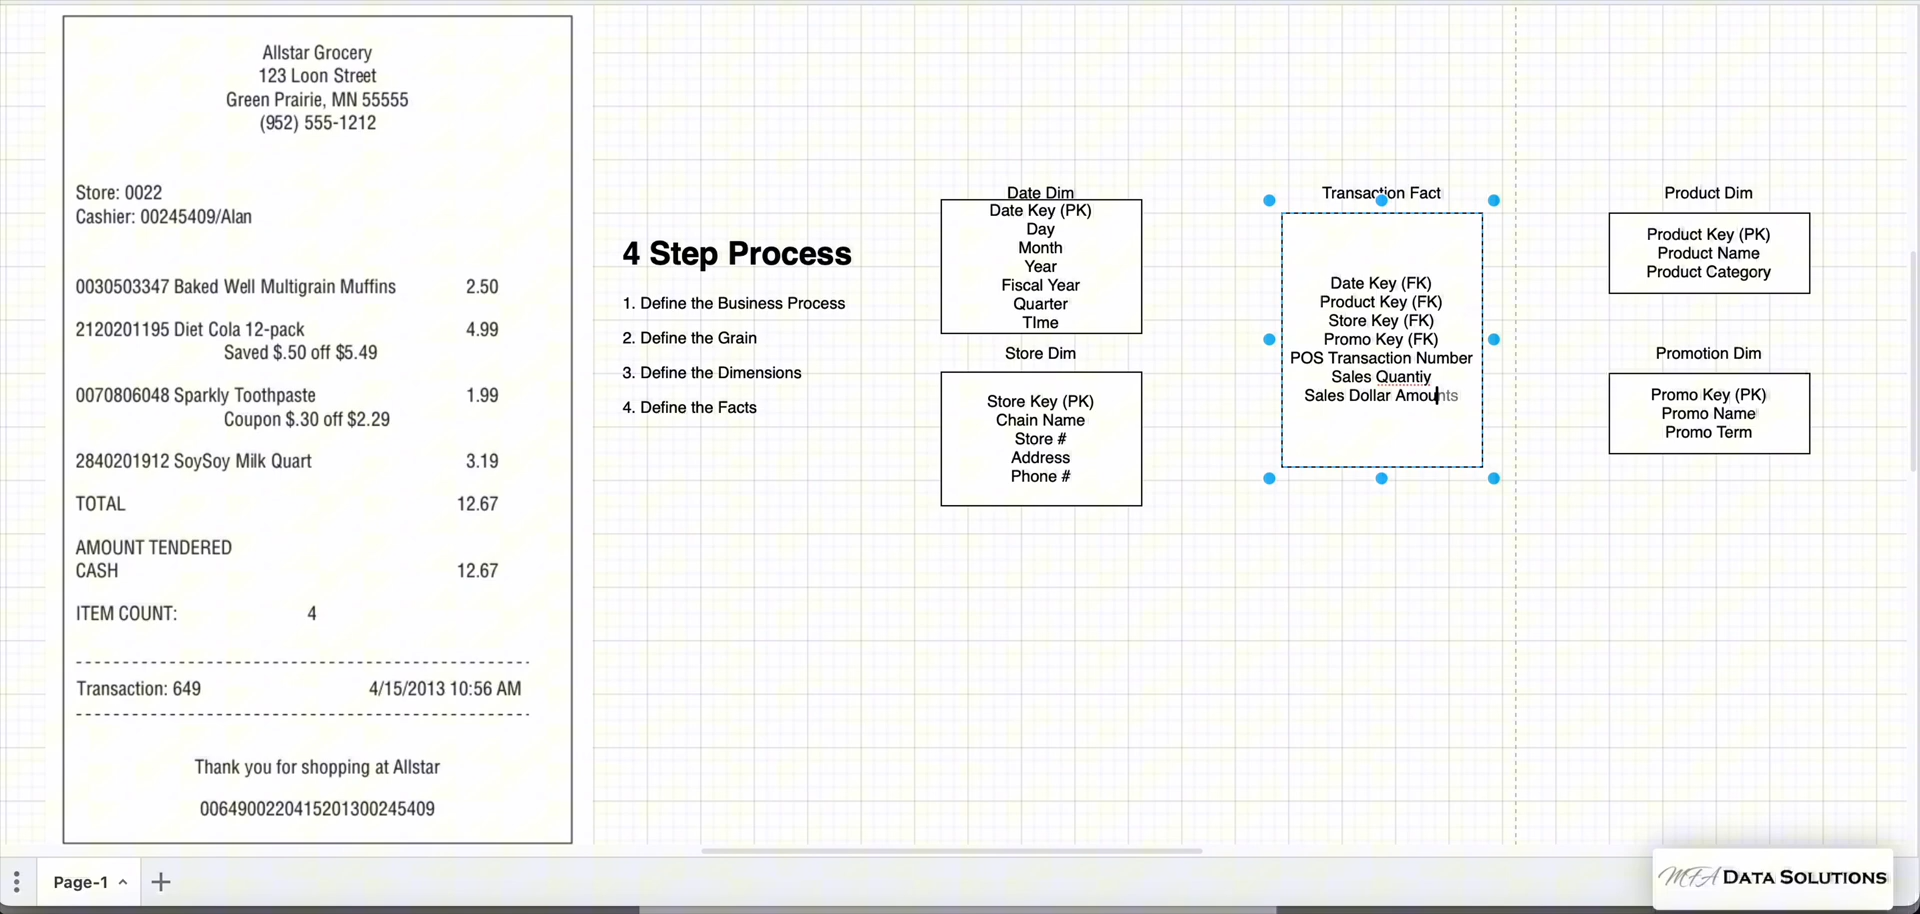 Allstar Grocery
123 Loon Street
Green Prairie, MN 55555
(952) 555-1212
Store: 0022
Cashier: 00245409/Alan
0030503347 Baked Well Multigrain Muffins 2.50
2120201195 Diet Cola 12-pack 4.99
Saved $.50 off $5.49
0070806048 Sparkly Toothpaste 1.99
Coupon $.30 off $2.29
2840201912 SoySoy Milk Quart 3.19
TOTAL 12.67
AMOUNT TENDERED
CASH 12.67
ITEM COUNT: 4
Transaction: 649 4/15/2013 10:56 AM
Thank you for shopping at Allstar
0064900220415201300245409
4 Step Process
1. Define the Business Process
2. Define the Grain
3. Define the Dimensions
4. Define the Facts
Date Dim
Date Key (PK)
Day
Month
Year
Fiscal Year
Quarter
TIme
Store Dim
Store Key (PK)
Chain Name
Store #
Address
Phone #
Transaction Fact
Date Key (FK)
Product Key (FK)
Store Key (FK)
Promo Key (FK)
POS Transaction Number
Sales Quantiy
Sales Dollar Amounts
Product Dim
Product Key (PK)
Product Name
Product Category
Promotion Dim
Promo Key (PK)
Promo Name
Promo Term
Page-1
MFA DATA SOLUTIONS